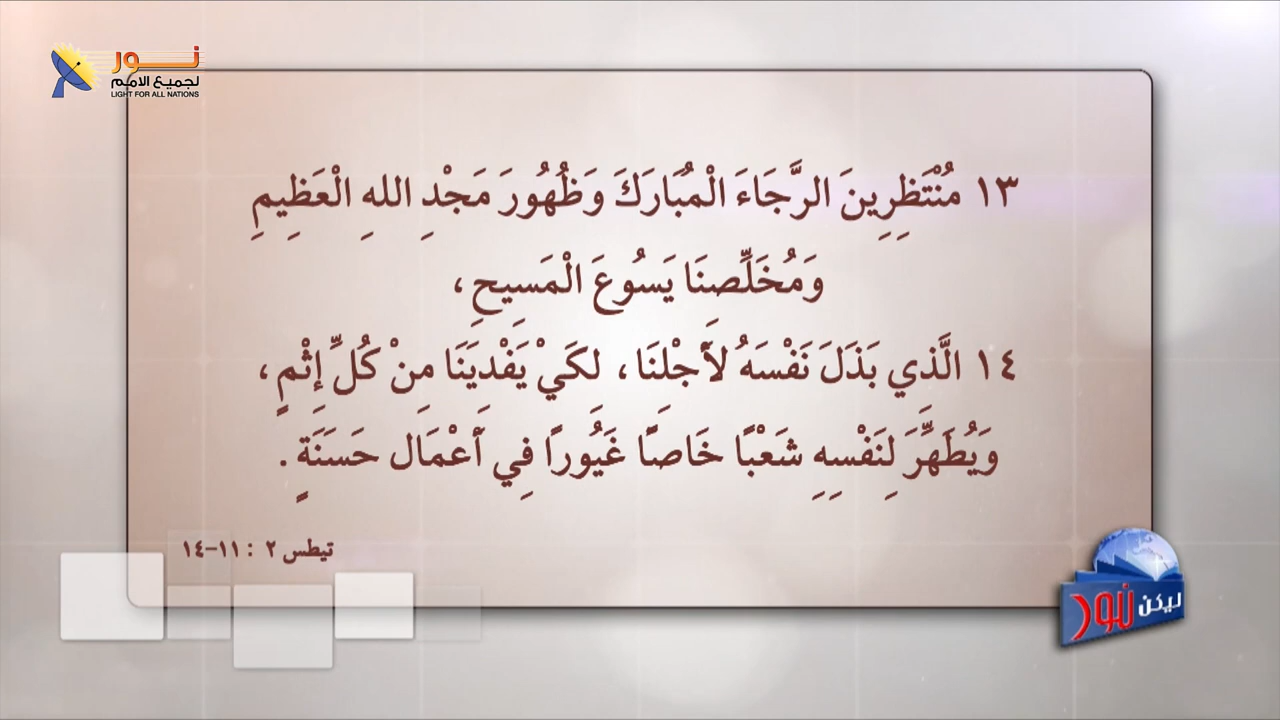 نور
لجميع الامم
LIGHT FOR ALL NATIONS
١٣ مُنْتَظِرِينَ الرَّجَاءَ الْمُبَارَكَ وَظُهُورَ مَجْدِ اللهِ الْعَظِيمِ
وَمُخَلِّصِنَا يَسُوعَ الْمَسِيحِ،
١٤ الَّذِي بَذَلَ نَفْسَهُ لأَجْلِنَا، لِكَيْ يَفْدِيَنَا مِنْ كُلِّ إِثْمٍ،
وَيُطَهِّرَ لِنَفْسِهِ شَعْبًا خَاصًّا غَيُورًا فِي أَعْمَال حَسَنَةٍ.
تيطس ٢ : ١١-١٤
ليكن نور